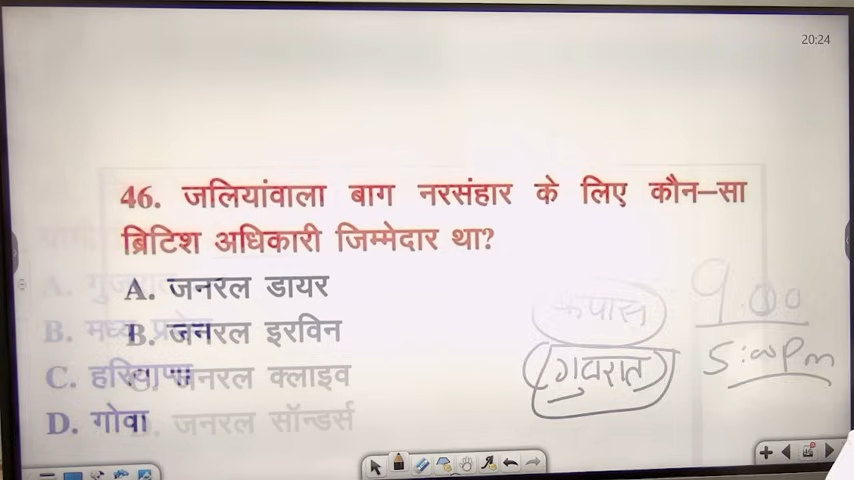 20:24
46. जलियांवाला बाग नरसंहार के लिए कौन–सा
ब्रिटिश अधिकारी जिम्मेदार था?
A. जनरल डायर
B. जनरल इरविन
C. जनरल क्लाइव
D. जनरल सॉन्डर्स
A. गुजरात
B. मध्य प्रदेश
C. हरियाणा
D. गोवा
कपास
गुजरात
9.00
5:00 Pm